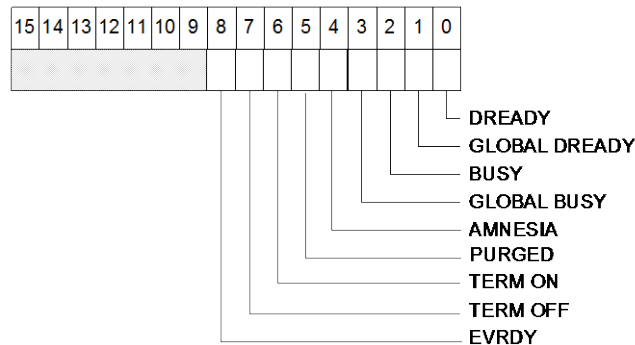 15 14 13 12 11 10 9 8 7 6 5 4 3 2 1 0
DREADY
GLOBAL DREADY
BUSY
GLOBAL BUSY
AMNESIA
PURGED
TERM ON
TERM OFF
EVRDY